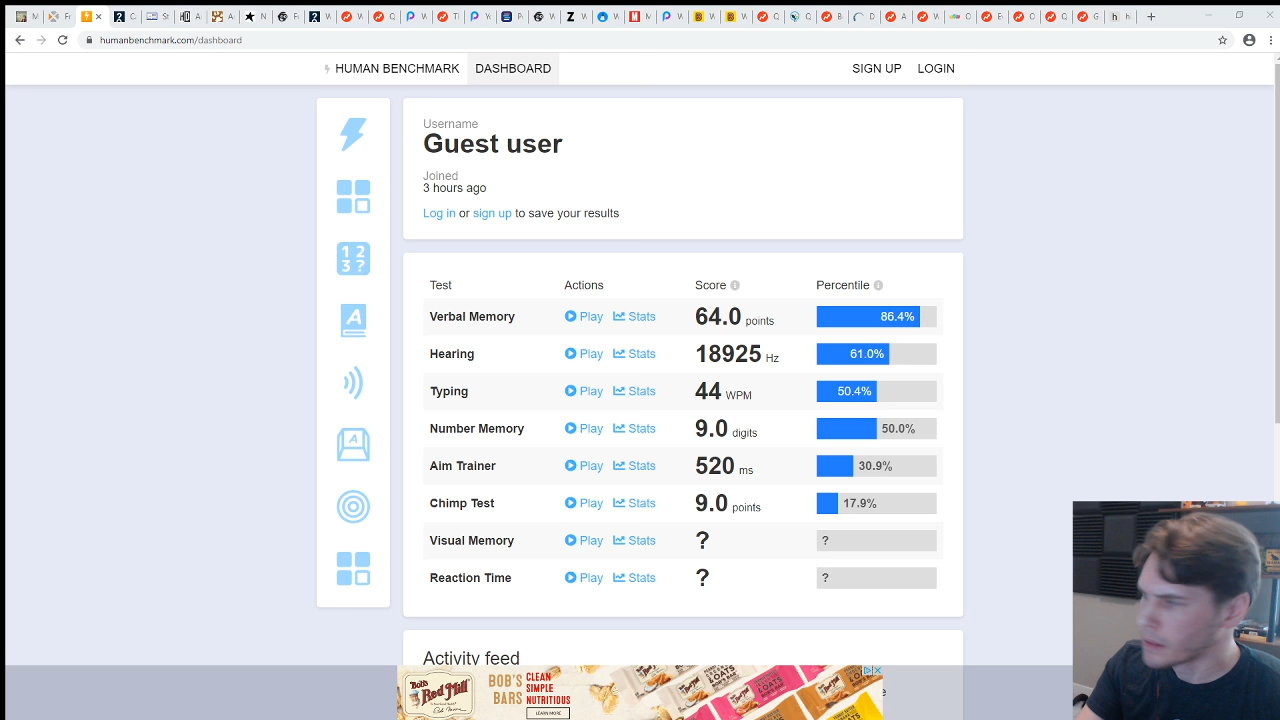 humanbenchmark.com/dashboard
HUMAN BENCHMARK DASHBOARD SIGN UP LOGIN
Username
Guest user
Joined
3 hours ago
Log in or sign up to save your results
Test Actions Score Percentile
Verbal Memory Play Stats 64.0 points 86.4%
Hearing Play Stats 18925 Hz 61.0%
Typing Play Stats 44 WPM 50.4%
Number Memory Play Stats 9.0 digits 50.0%
Aim Trainer Play Stats 520 ms 30.9%
Chimp Test Play Stats 9.0 points 17.9%
Visual Memory Play Stats ? ?
Reaction Time Play Stats ? ?
Activity feed
Bob's Red Mill
BOB'S BARS
CLEAN
SIMPLE
NUTRITIOUS
LEARN MORE